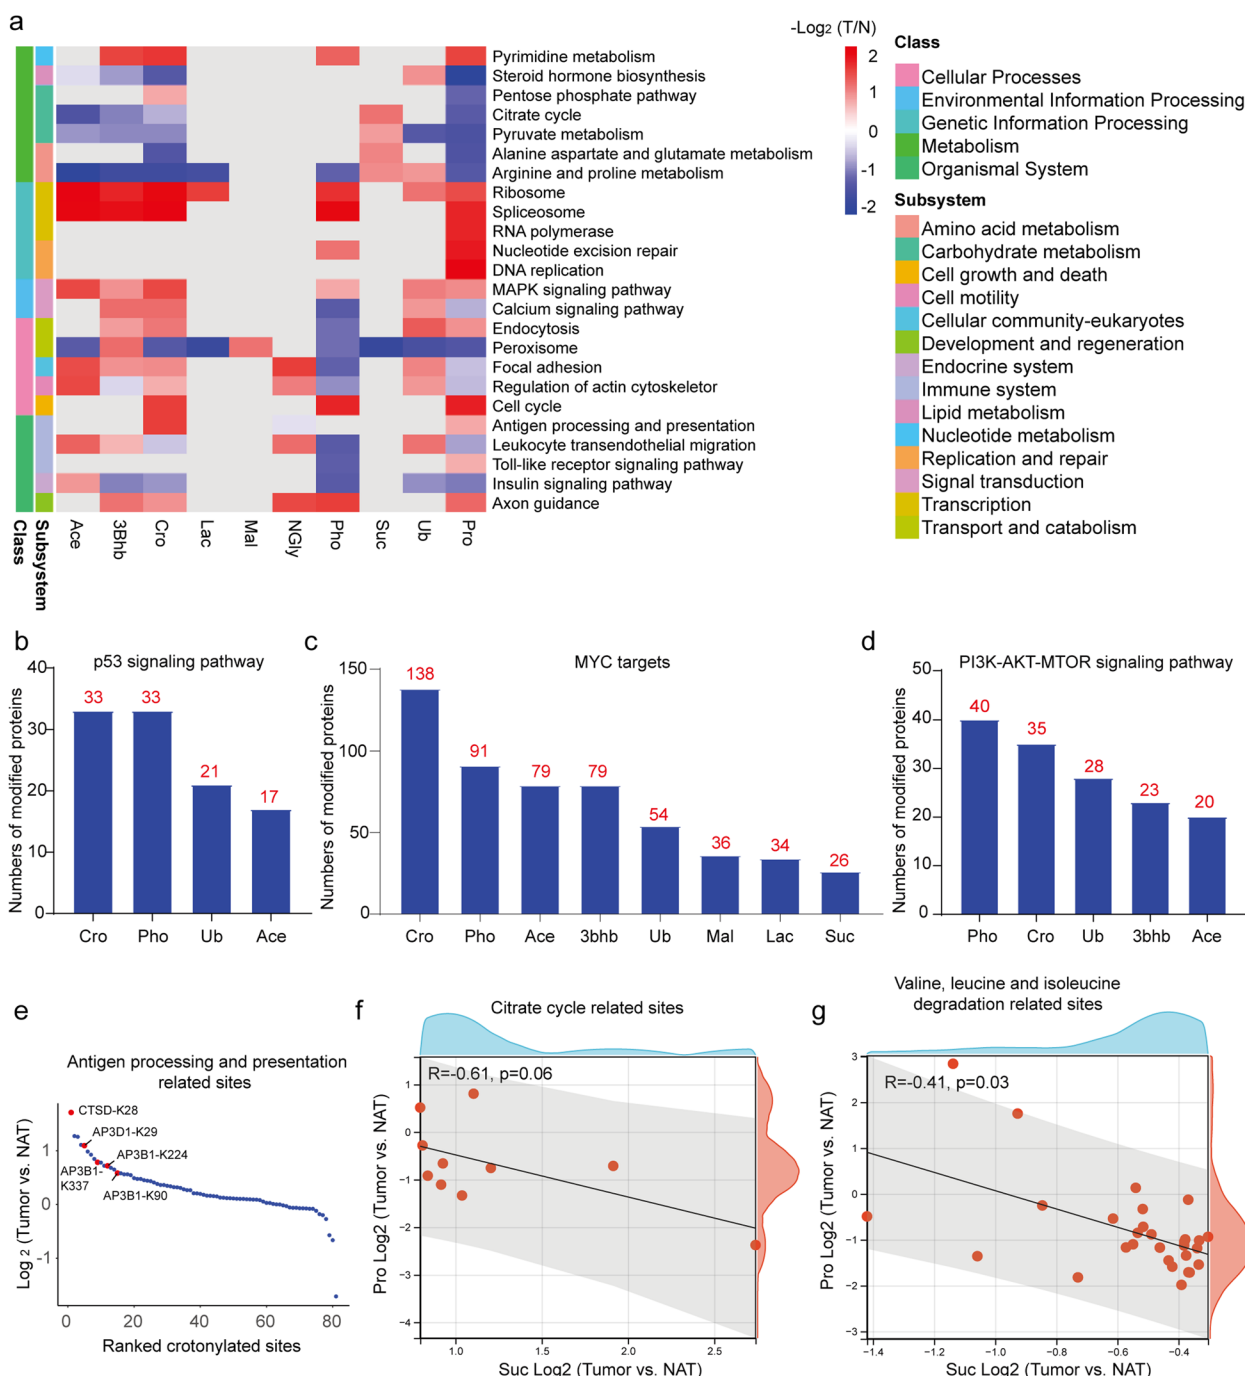 a
-Log2 (T/N)
2
1
0
-1
-2
Pyrimidine metabolism
Steroid hormone biosynthesis
Pentose phosphate pathway
Citrate cycle
Pyruvate metabolism
Alanine aspartate and glutamate metabolism
Arginine and proline metabolism
Ribosome
Spliceosome
RNA polymerase
Nucleotide excision repair
DNA replication
MAPK signaling pathway
Calcium signaling pathway
Endocytosis
Peroxisome
Focal adhesion
Regulation of actin cytoskeletor
Cell cycle
Antigen processing and presentation
Leukocyte transendothelial migration
Toll-like receptor signaling pathway
Insulin signaling pathway
Axon guidance
Class
Subsystem
Ace
3Bhb
Cro
Lac
Mal
NGly
Pho
Suc
Ub
Pro
Class
Cellular Processes
Environmental Information Processing
Genetic Information Processing
Metabolism
Organismal System
Subsystem
Amino acid metabolism
Carbohydrate metabolism
Cell growth and death
Cell motility
Cellular community-eukaryotes
Development and regeneration
Endocrine system
Immune system
Lipid metabolism
Nucleotide metabolism
Replication and repair
Signal transduction
Transcription
Transport and catabolism
b
p53 signaling pathway
Numbers of modified proteins
40
30
20
10
0
33
33
21
17
Cro
Pho
Ub
Ace
c
MYC targets
Numbers of modified proteins
150
100
50
0
138
91
79
79
54
36
34
26
Cro
Pho
Ace
3bhb
Ub
Mal
Lac
Suc
d
PI3K-AKT-MTOR signaling pathway
Numbers of modified proteins
50
40
30
20
10
0
40
35
28
23
20
Pho
Cro
Ub
3bhb
Ace
e
Antigen processing and presentation
related sites
Log 2 (Tumor vs. NAT)
1
0
-1
CTSD-K28
AP3D1-K29
AP3B1-K224
AP3B1-
K337
AP3B1-K90
0
20
40
60
80
Ranked crotonylated sites
f
Citrate cycle related sites
R=-0.61, p=0.06
Pro Log2 (Tumor vs. NAT)
1
0
−1
−2
−3
−4
1.0
1.5
2.0
2.5
Suc Log2 (Tumor vs. NAT)
g
Valine, leucine and isoleucine
degradation related sites
R=-0.41, p=0.03
Pro Log2 (Tumor vs. NAT)
3
2
1
0
−1
−2
−3
−1.4
−1.2
−1.0
−0.8
−0.6
−0.4
Suc Log2 (Tumor vs. NAT)